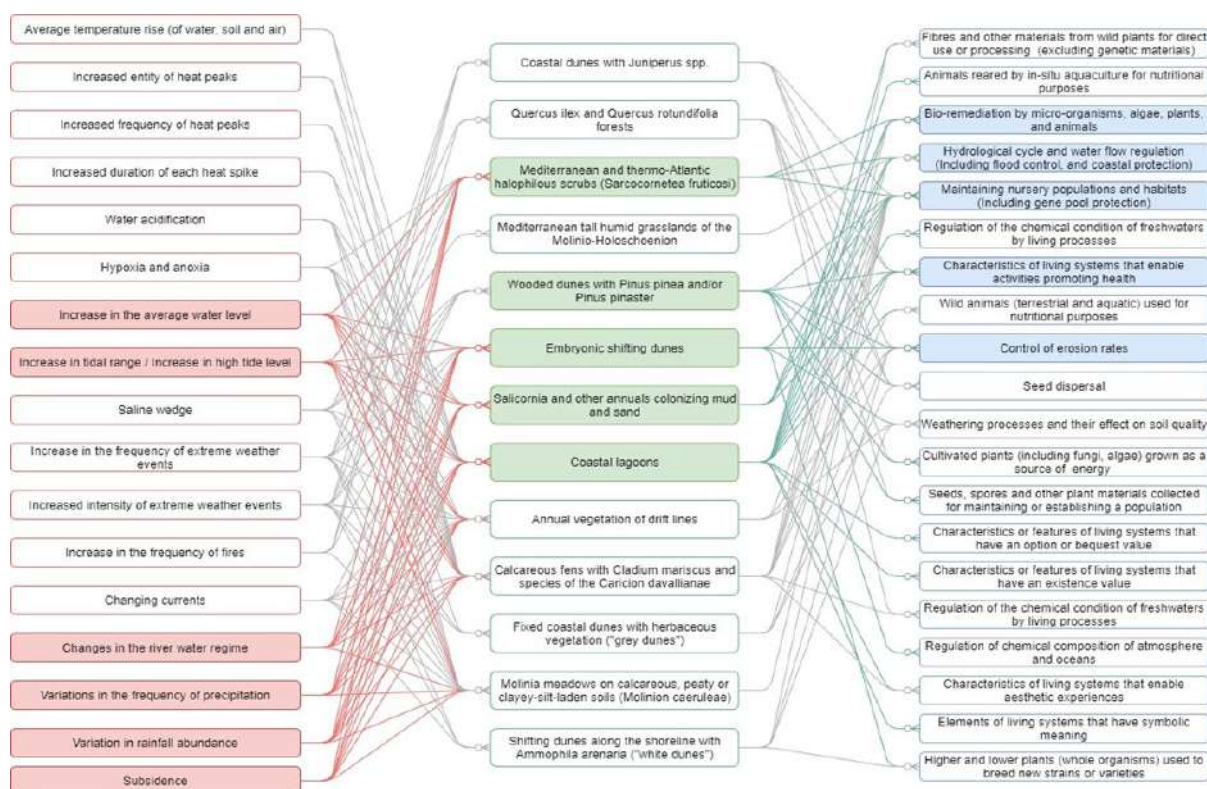 Average temperature rise (of water, soil and air)
Increased entity of heat peaks
Increased frequency of heat peaks
Increased duration of each heat spike
Water acidification
Hypoxia and anoxia
Increase in the average water level
Increase in tidal range / Increase in high tide level
Saline wedge
Increase in the frequency of extreme weather
events
Increased intensity of extreme weather events
Increase in the frequency of fires
Changing currents
Changes in the river water regime
Variations in the frequency of precipitation
Variation in rainfall abundance
Subsidence
Coastal dunes with Juniperus spp.
Quercus ilex and Quercus rotundifolia
forests
Mediterranean and thermo-Atlantic
halophilous scrubs (Sarcocornetea fruticosi)
Mediterranean tall humid grasslands of the
Molinio-Holoschoenion
Wooded dunes with Pinus pinea and/or
Pinus pinaster
Embryonic shifting dunes
Salicornia and other annuals colonizing mud
and sand
Coastal lagoons
Annual vegetation of drift lines
Calcareous fens with Cladium mariscus and
species of the Caricion davallianae
Fixed coastal dunes with herbaceous
vegetation ("grey dunes")
Molinia meadows on calcareous, peaty or
clayey-silt-laden soils (Molinion caeruleae)
Shifting dunes along the shoreline with
Ammophila arenaria ("white dunes")
Fibres and other materials from wild plants for direct
use or processing (excluding genetic materials)
Animals reared by in-situ aquaculture for nutritional
purposes
Bio-remediation by micro-organisms, algae, plants,
and animals
Hydrological cycle and water flow regulation
(Including flood control, and coastal protection)
Maintaining nursery populations and habitats
(Including gene pool protection)
Regulation of the chemical condition of freshwaters
by living processes
Characteristics of living systems that enable
activities promoting health
Wild animals (terrestrial and aquatic) used for
nutritional purposes
Control of erosion rates
Seed dispersal
Weathering processes and their effect on soil quality
Cultivated plants (including fungi, algae) grown as a
source of energy
Seeds, spores and other plant materials collected
for maintaining or establishing a population
Characteristics or features of living systems that
have an option or bequest value
Characteristics or features of living systems that
have an existence value
Regulation of the chemical condition of freshwaters
by living processes
Regulation of chemical composition of atmosphere
and oceans
Characteristics of living systems that enable
aesthetic experiences
Elements of living systems that have symbolic
meaning
Higher and lower plants (whole organisms) used to
breed new strains or varieties